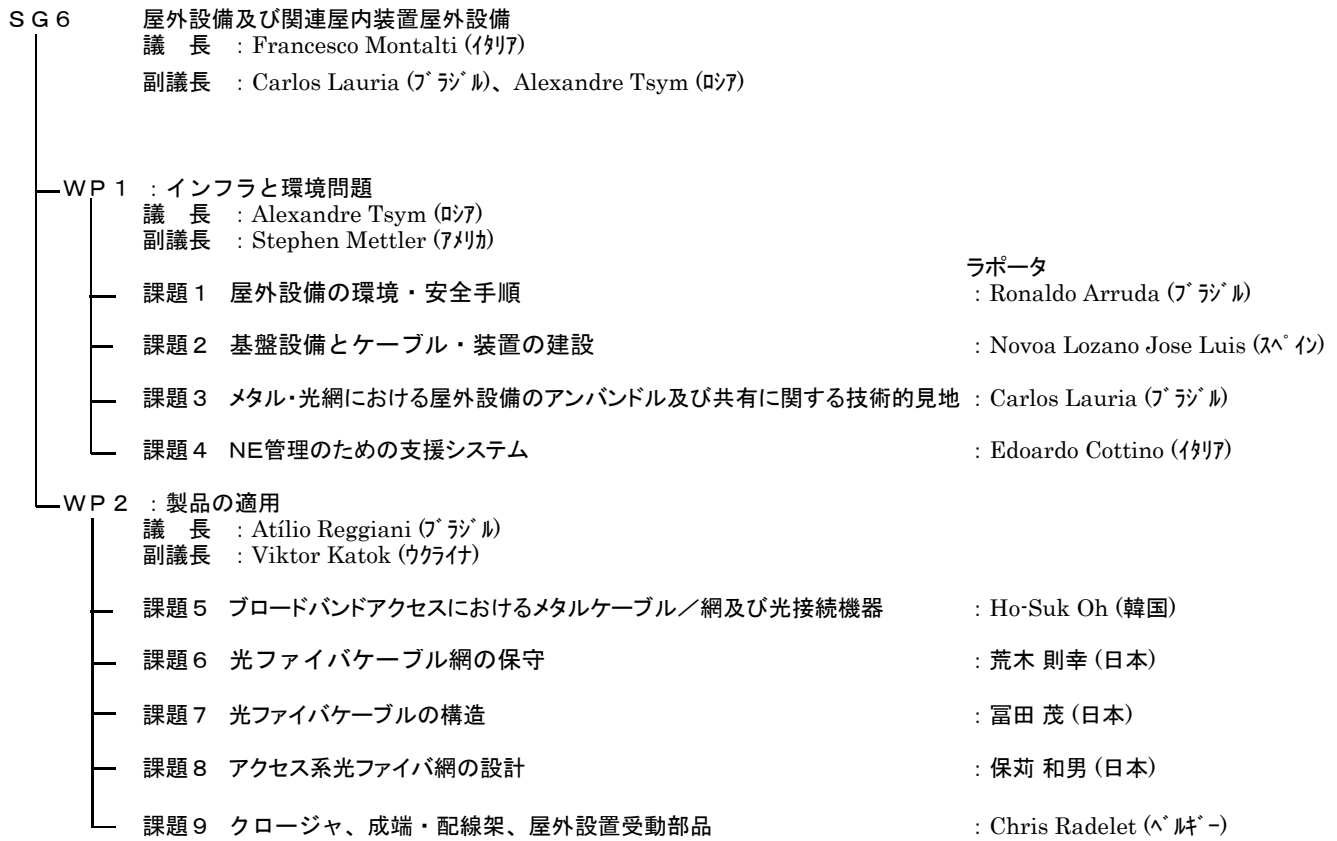 ＳＧ６ 屋外設備及び関連屋内装置屋外設備
議　長 : Francesco Montalti (ｲﾀﾘｱ)
副議長 : Carlos Lauria (ﾌﾞﾗｼﾞﾙ)、Alexandre Tsym (ﾛｼｱ)
ＷＰ１ : インフラと環境問題
議　長 : Alexandre Tsym (ﾛｼｱ)
副議長 : Stephen Mettler (ｱﾒﾘｶ)
ラポータ
課題１ 屋外設備の環境・安全手順 : Ronaldo Arruda (ﾌﾞﾗｼﾞﾙ)
課題２ 基盤設備とケーブル・装置の建設 : Novoa Lozano Jose Luis (ｽﾍﾟｲﾝ)
課題３ メタル・光網における屋外設備のアンバンドル及び共有に関する技術的見地 : Carlos Lauria (ﾌﾞﾗｼﾞﾙ)
課題４ NE管理のための支援システム : Edoardo Cottino (ｲﾀﾘｱ)
ＷＰ２ : 製品の適用
議　長 : Atílio Reggiani (ﾌﾞﾗｼﾞﾙ)
副議長 : Viktor Katok (ｳｸﾗｲﾅ)
課題５ ブロードバンドアクセスにおけるメタルケーブル／網及び光接続機器 : Ho-Suk Oh (韓国)
課題６ 光ファイバケーブル網の保守 : 荒木 則幸 (日本)
課題７ 光ファイバケーブルの構造 : 冨田 茂 (日本)
課題８ アクセス系光ファイバ網の設計 : 保苅 和男 (日本)
課題９ クロージャ、成端・配線架、屋外設置受動部品 : Chris Radelet (ﾍﾞﾙｷﾞｰ)